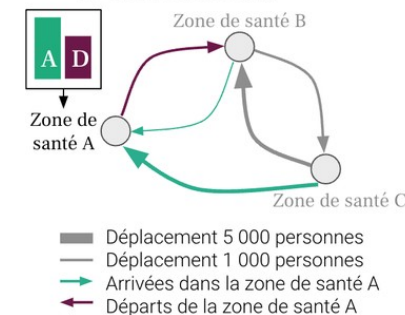 Zone de santé B
A D
Zone de
santé A
Zone de santé C
Déplacement 5 000 personnes
Déplacement 1 000 personnes
Arrivées dans la zone de santé A
Départs de la zone de santé A